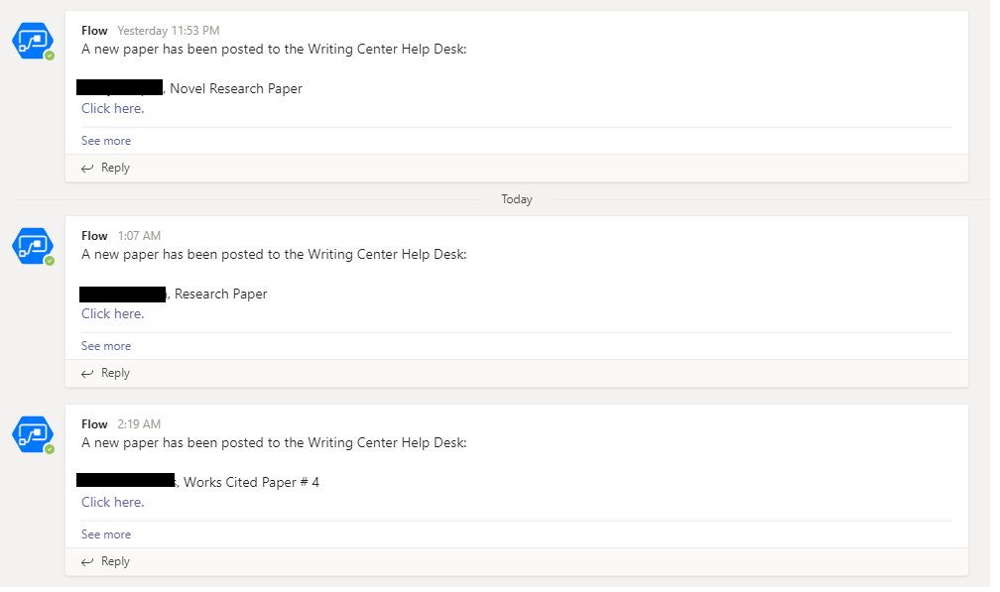 Flow Yesterday 11:53 PM
A new paper has been posted to the Writing Center Help Desk:
, Novel Research Paper
Click here.
See more
Reply
Today
Flow 1:07 AM
A new paper has been posted to the Writing Center Help Desk:
, Research Paper
Click here.
See more
Reply
Flow 2:19 AM
A new paper has been posted to the Writing Center Help Desk:
, Works Cited Paper # 4
Click here.
See more
Reply